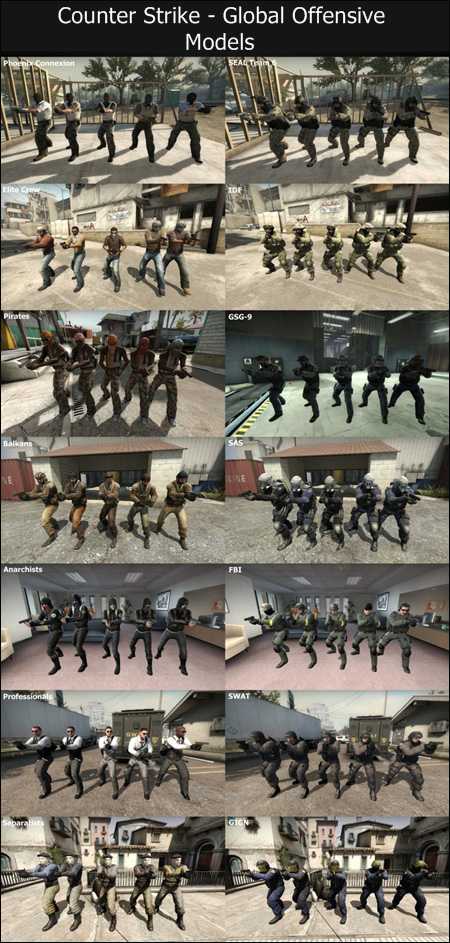 Counter Strike - Global Offensive
Models
Phoenix Connexion
SEAL Team 6
Elite Crew
IDF
Pirates
GSG-9
Balkans
SAS
Anarchists
FBI
Professionals
SWAT
Separatists
GIGN